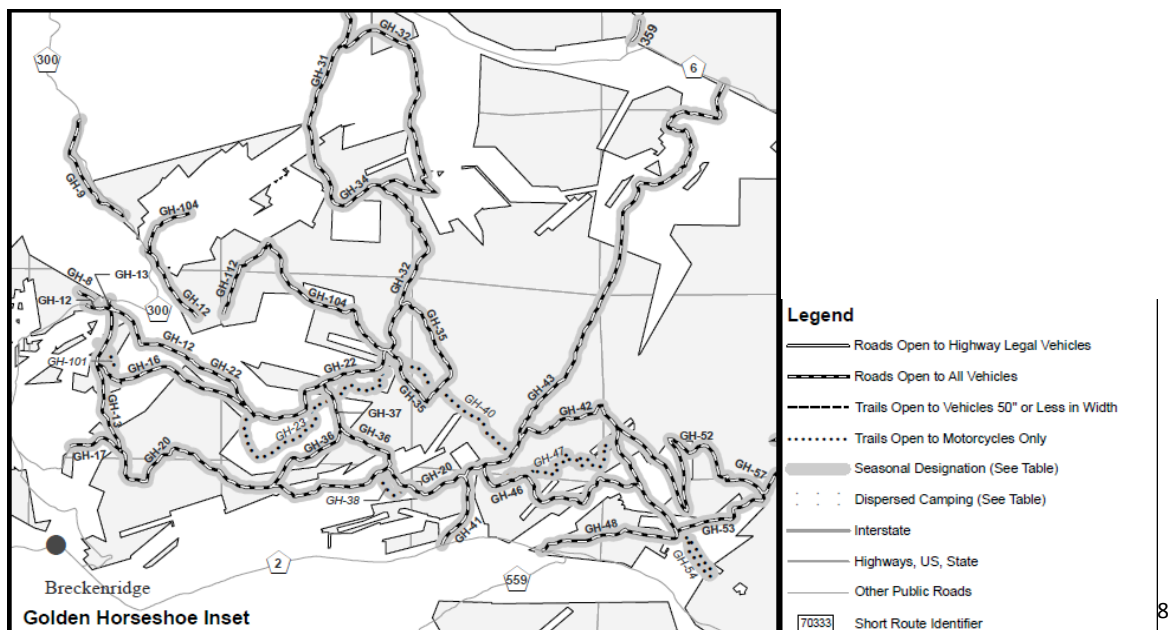 GH-32
359
300
GH-31
6
GH-9
GH-34
GH-104
GH-32
GH-112
GH-8
GH-13
GH-12
300
GH-12
GH-104
GH-35
GH-12
GH-101
GH-16
GH-22
GH-22
GH-43
GH-35
GH-40
GH-37
GH-42
GH-13
GH-23
GH-36
GH-36
GH-52
GH-17
GH-20
GH-47
GH-57
GH-20
GH-46
GH-38
GH-41
GH-48
GH-53
GH-54
2
559
Breckenridge
Golden Horseshoe Inset
Legend
Roads Open to Highway Legal Vehicles
Roads Open to All Vehicles
Trails Open to Vehicles 50" or Less in Width
Trails Open to Motorcycles Only
Seasonal Designation (See Table)
Dispersed Camping (See Table)
Interstate
Highways, US, State
Other Public Roads
70333 Short Route Identifier
8